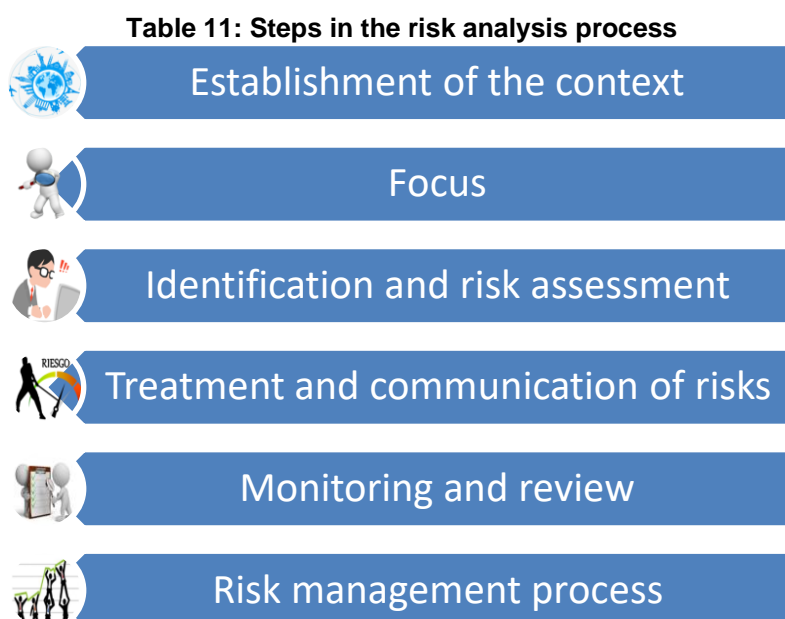 Table 11: Steps in the risk analysis process
Establishment of the context
Focus
Identification and risk assessment
RIESGO
Treatment and communication of risks
Monitoring and review
Risk management process